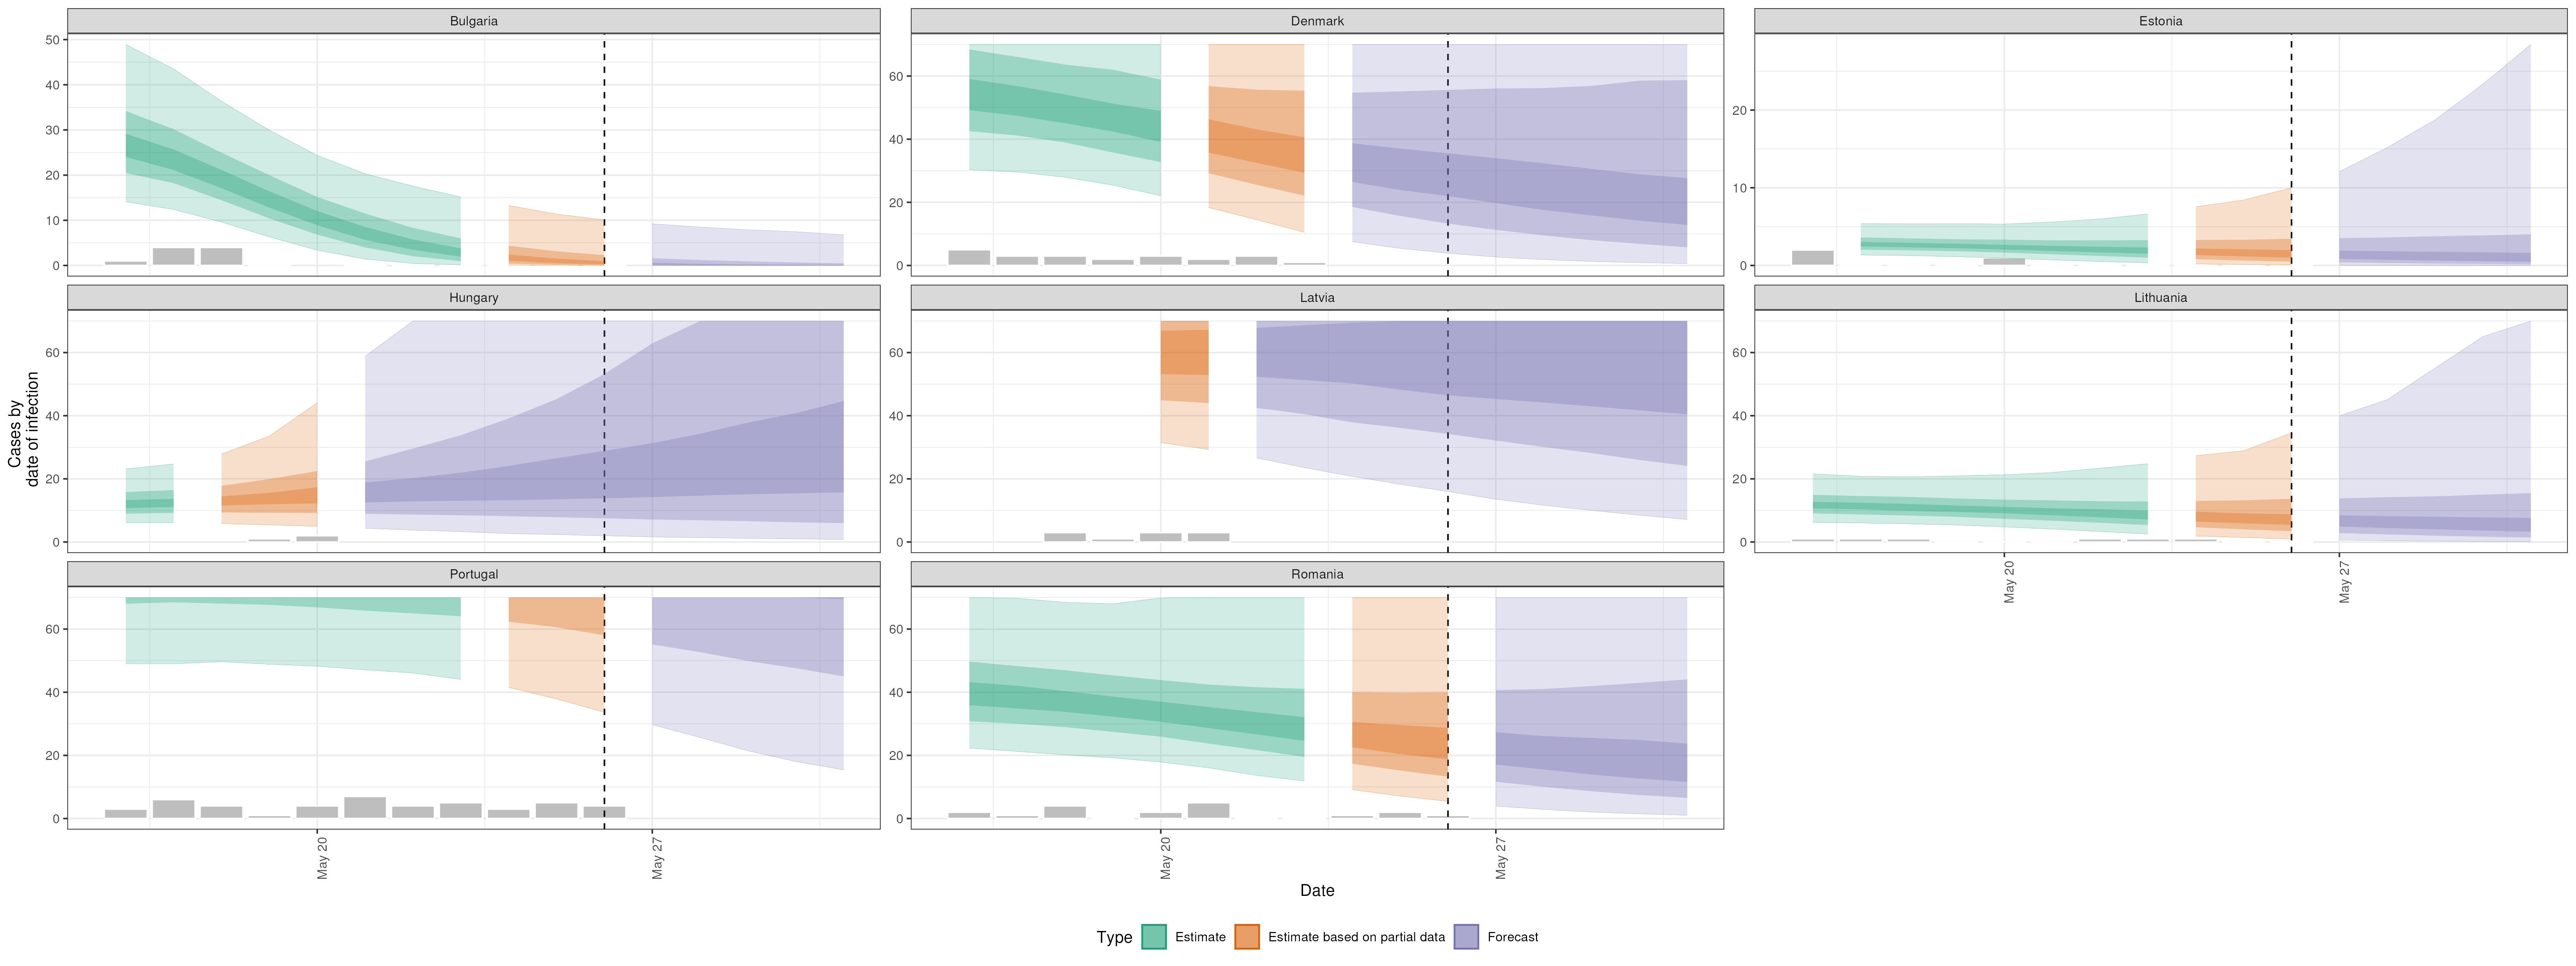 Bulgaria
Denmark
Estonia
50
40
30
20
10
0
60
40
20
0
20
10
0
Hungary
Latvia
Lithuania
60
40
20
0
60
40
20
0
60
40
20
0
May 20
May 27
Portugal
Romania
60
40
20
0
60
40
20
0
May 20
May 27
May 20
May 27
Cases by
date of infection
Date
Type
Estimate
Estimate based on partial data
Forecast